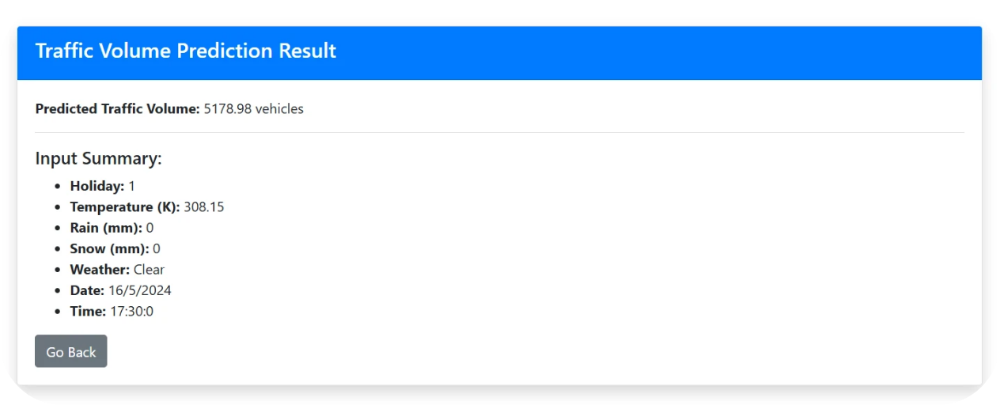 Traffic Volume Prediction Result
Predicted Traffic Volume: 5178.98 vehicles
Input Summary:
Holiday: 1
Temperature (K): 308.15
Rain (mm): 0
Snow (mm): 0
Weather: Clear
Date: 16/5/2024
Time: 17:30:0
Go Back